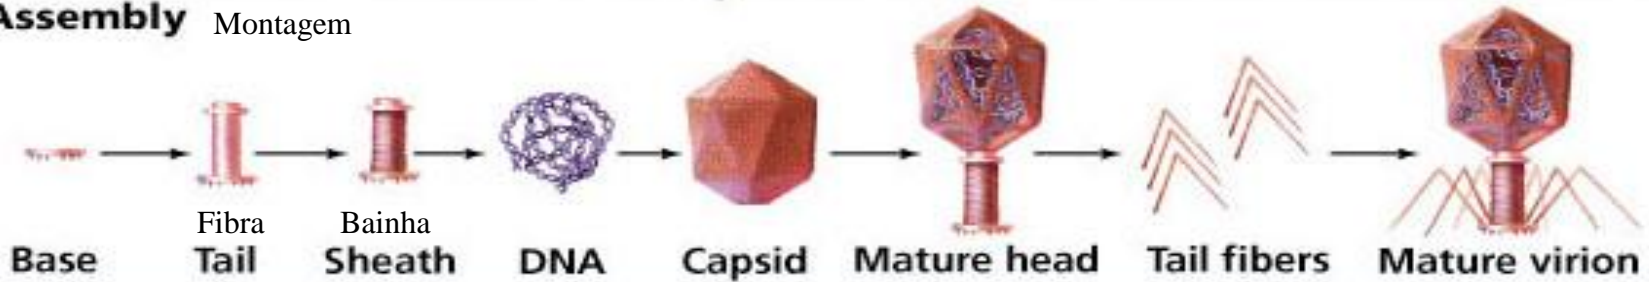 Assembly Montagem
Fibra Bainha
Base Tail Sheath DNA Capsid Mature head Tail fibers Mature virion